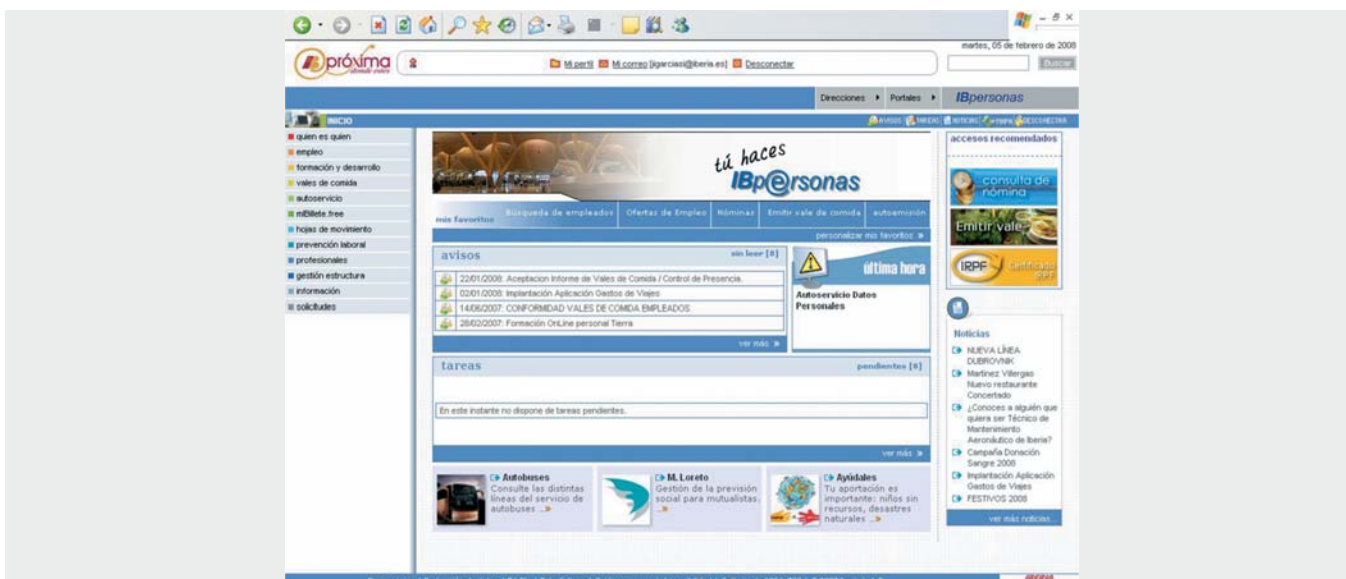 martes, 05 de febrero de 2008
próxima
Mi perfil Mi correo [jigarciasi@iberia.es] Desconectar
Buscar
Direcciones Portales IBpersonas
INICIO
AVISOS TAREAS NOTICIAS DESCONECTAR
quien es quien
empleo
formación y desarrollo
vales de comida
autoservicio
miBillete.free
hojas de movimiento
prevención laboral
profesionales
gestión estructura
información
solicitudes
tú haces
IBp@rsonas
mis favoritos Búsqueda de empleados Ofertas de Empleo Nóminas Emitir vale de comida autoemisión
personalizar mis favoritos »
avisos sin leer [0]
22/01/2008: Aceptacion Informe de Vales de Comida / Control de Presencia.
02/01/2008: Implantación Aplicación Gastos de Viajes
14/06/2007: CONFORMIDAD VALES DE COMIDA EMPLEADOS
28/02/2007: Formación OnLine personal Tierra
ver más »
última hora
Autoservicio Datos
Personales
tareas pendientes [0]
En este instante no dispone de tareas pendientes.
ver más »
Autobuses
Consulte las distintas
líneas del servicio de
autobuses ..»
M. Loreto
Gestión de la previsión
social para mutualistas.
..»
Ayúdales
Tu aportación es
importante: niños sin
recursos, desastres
naturales ..»
accesos recomendados
consulta de
nómina
Emitir vale
IRPF certificado
IRPF
Noticias
NUEVA LÍNEA
DUBROVNIK
Martinez Villergas
Nuevo restaurante
Concertado
¿Conoces a alguién que
quiera ser Técnico de
Mantenimiento
Aeronáutico de Iberia?
Campaña Donación
Sangre 2008
Implantación Aplicación
Gastos de Viajes
FESTIVOS 2008
ver más noticias...
IBERIA